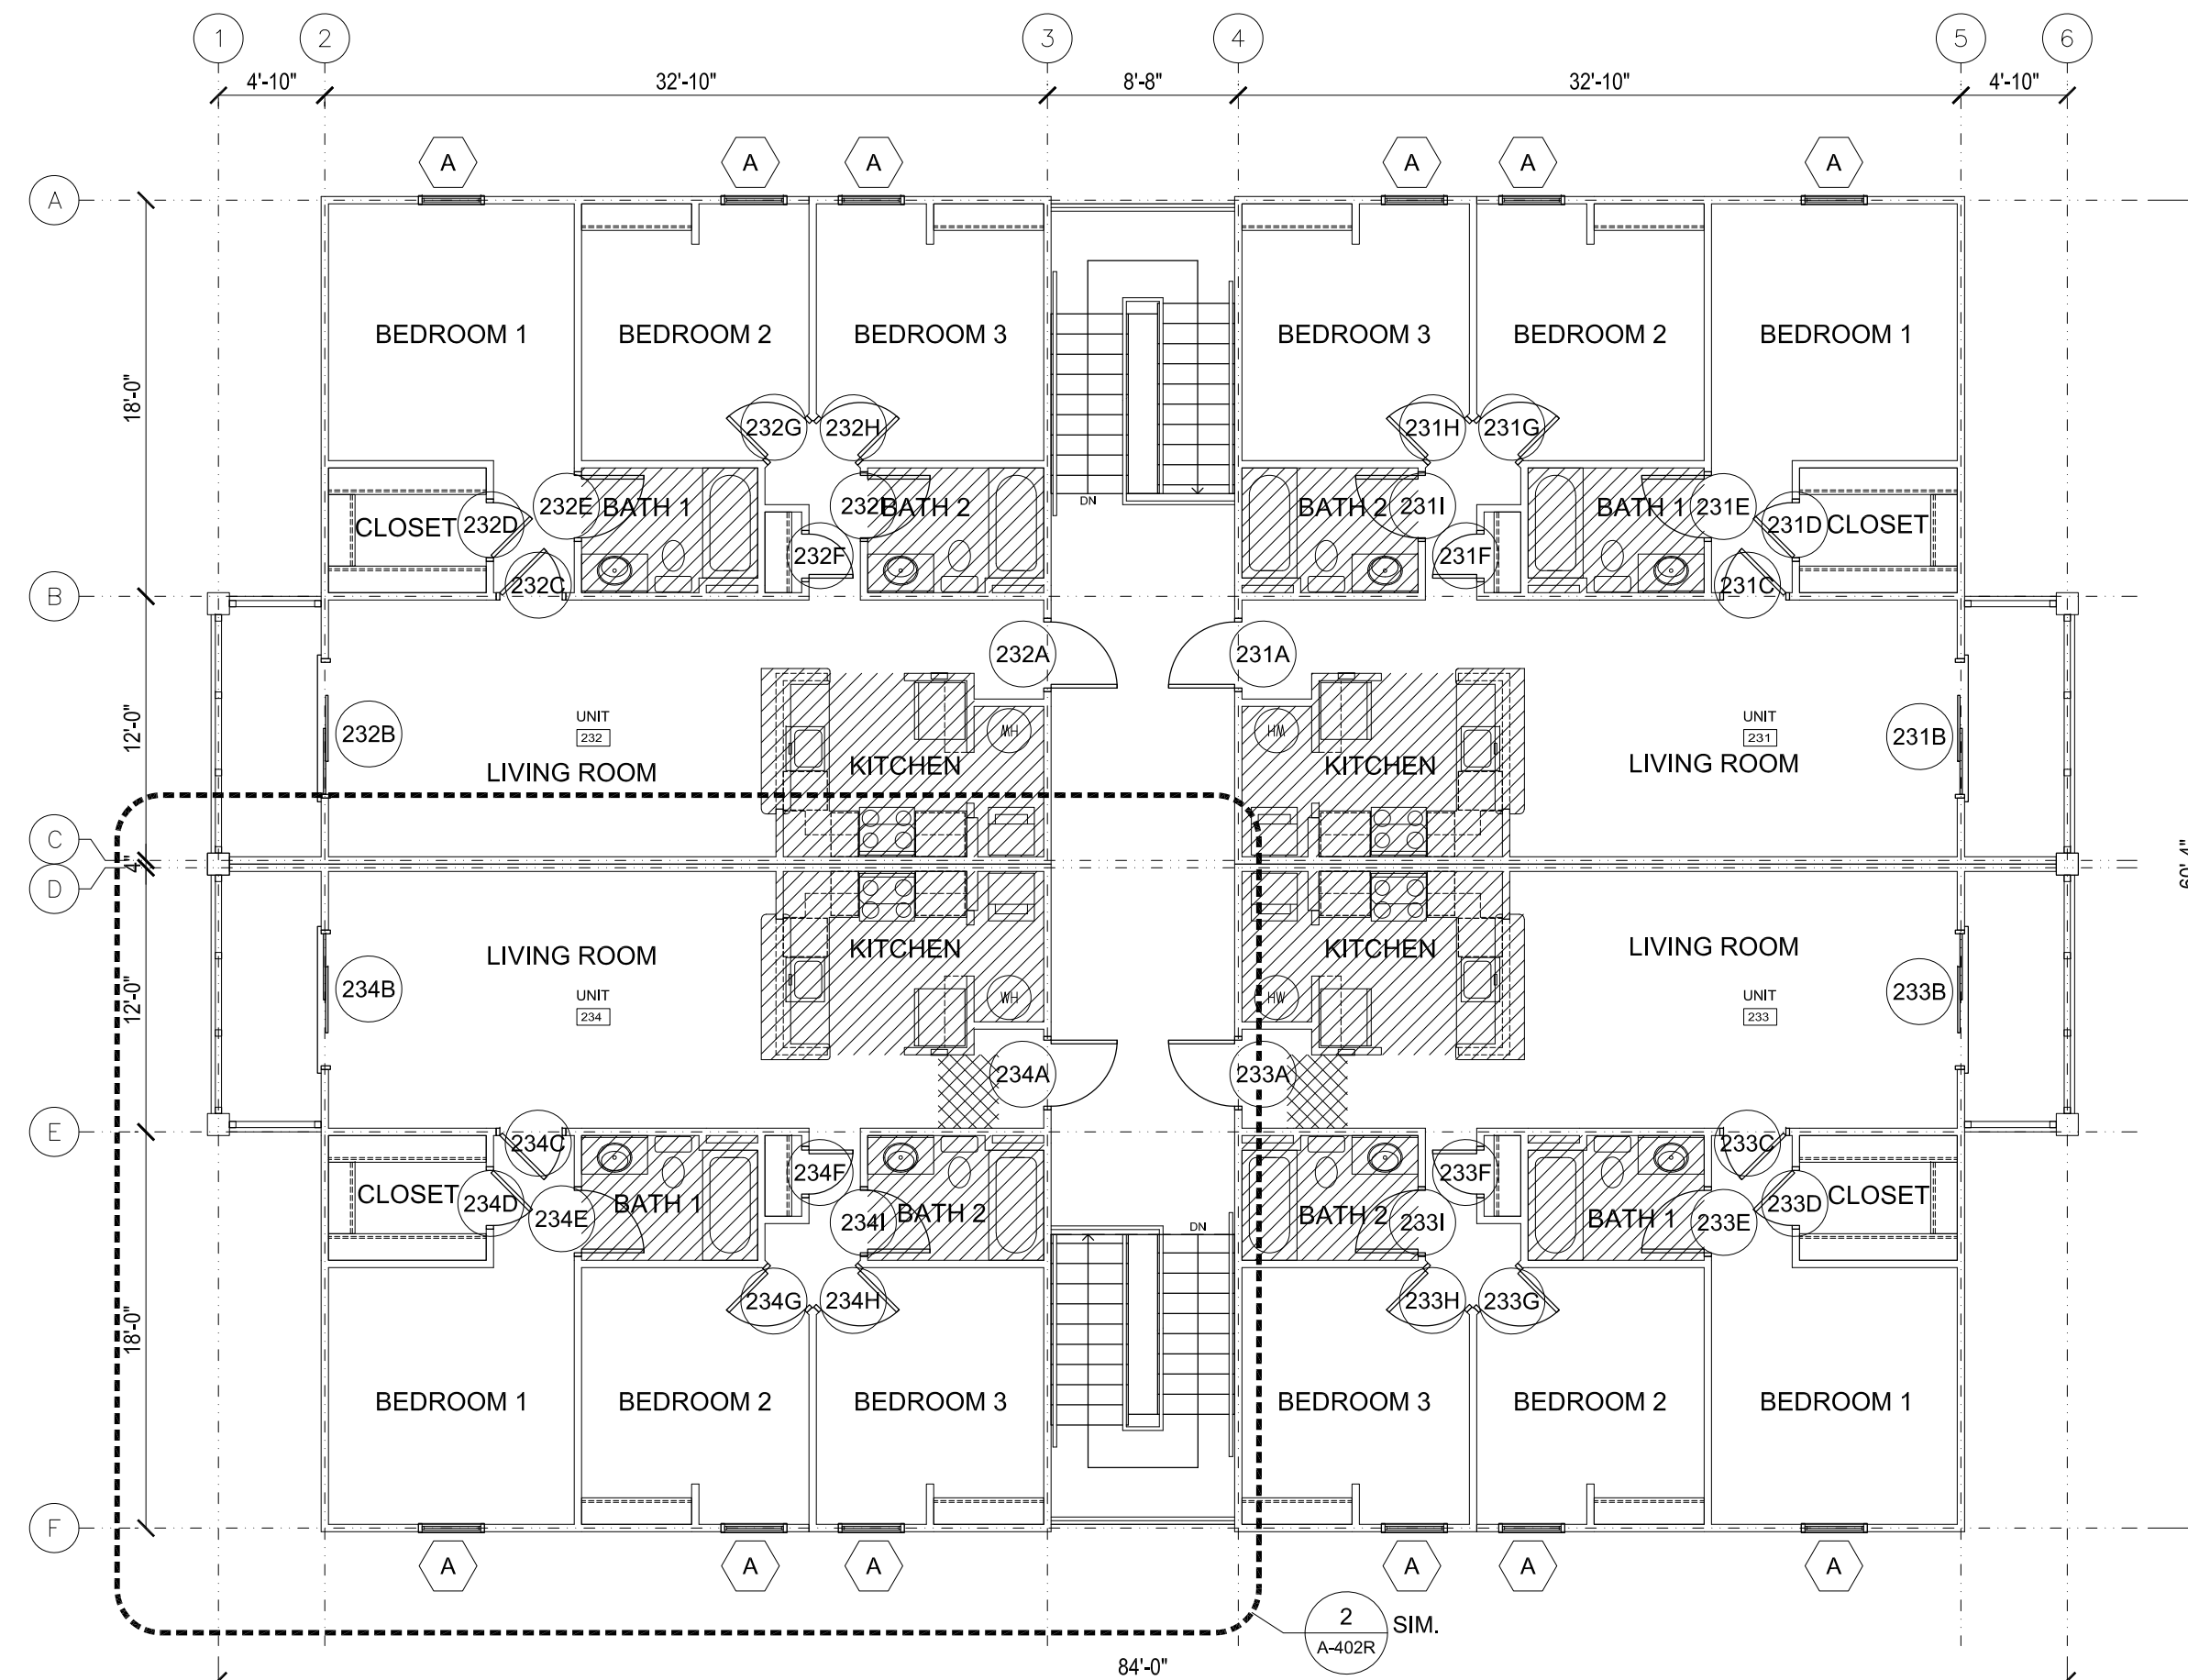 1 2 3 4 5 6
4'-10" 32'-10" 8'-8" 32'-10" 4'-10"
A A A A A A
A
BEDROOM 1 BEDROOM 2 BEDROOM 3 BEDROOM 3 BEDROOM 2 BEDROOM 1
18'-0"
232G 232H 231H 231G
DN
232D 232E BATH 1 232I BATH 2 BATH 2 231I BATH 1 231E 231D
CLOSET CLOSET
232F 231F
232C 231C
B
232A 231A
UNIT UNIT
232 231
232B WH HW 231B
12'-0"
LIVING ROOM KITCHEN KITCHEN LIVING ROOM
C
4"
D
LIVING ROOM KITCHEN KITCHEN LIVING ROOM
234B UNIT WH HW UNIT 233B
234 233
12'-0"
60'-4"
234A 233A
E
234C 233C
234F 233F
CLOSET 234D 234E BATH 1 234I BATH 2 BATH 2 233I BATH 1 233E 233D CLOSET
DN
234G 234H 233H 233G
18'-0"
BEDROOM 1 BEDROOM 2 BEDROOM 3 BEDROOM 3 BEDROOM 2 BEDROOM 1
F
A A A A A A
2 SIM.
A-402R
84'-0"